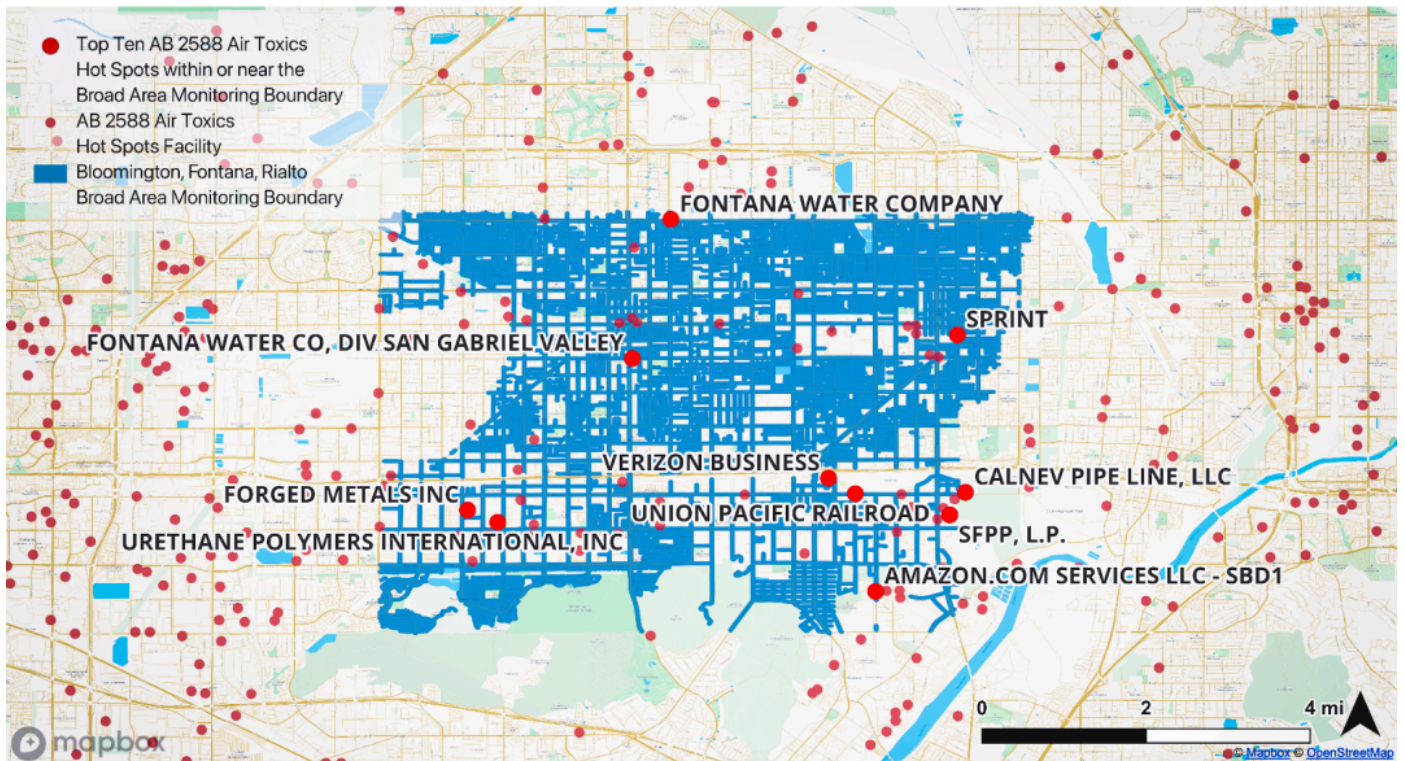 Top Ten AB 2588 Air Toxics
Hot Spots within or near the
Broad Area Monitoring Boundary
AB 2588 Air Toxics
Hot Spots Facility
Bloomington, Fontana, Rialto
Broad Area Monitoring Boundary
FONTANA WATER COMPANY
SPRINT
FONTANA WATER CO, DIV SAN GABRIEL VALLEY
VERIZON BUSINESS
CALNEV PIPE LINE, LLC
FORGED METALS INC
UNION PACIFIC RAILROAD
SFPP, L.P.
URETHANE POLYMERS INTERNATIONAL, INC
AMAZON.COM SERVICES LLC - SBD1
0 2 4 mi
mapbox
© Mapbox © OpenStreetMap